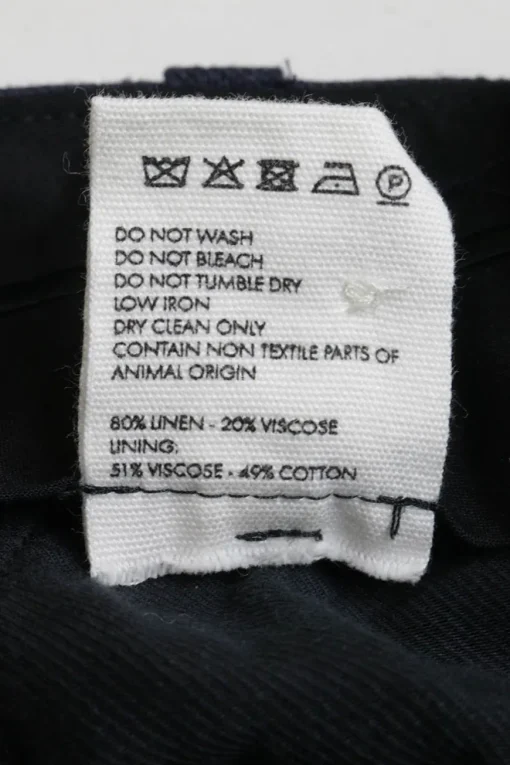 P
DO NOT WASH
DO NOT BLEACH
DO NOT TUMBLE DRY
LOW IRON
DRY CLEAN ONLY
CONTAIN NON TEXTILE PARTS OF
ANIMAL ORIGIN
80% LINEN - 20% VISCOSE
LINING:
51% VISCOSE - 49% COTTON